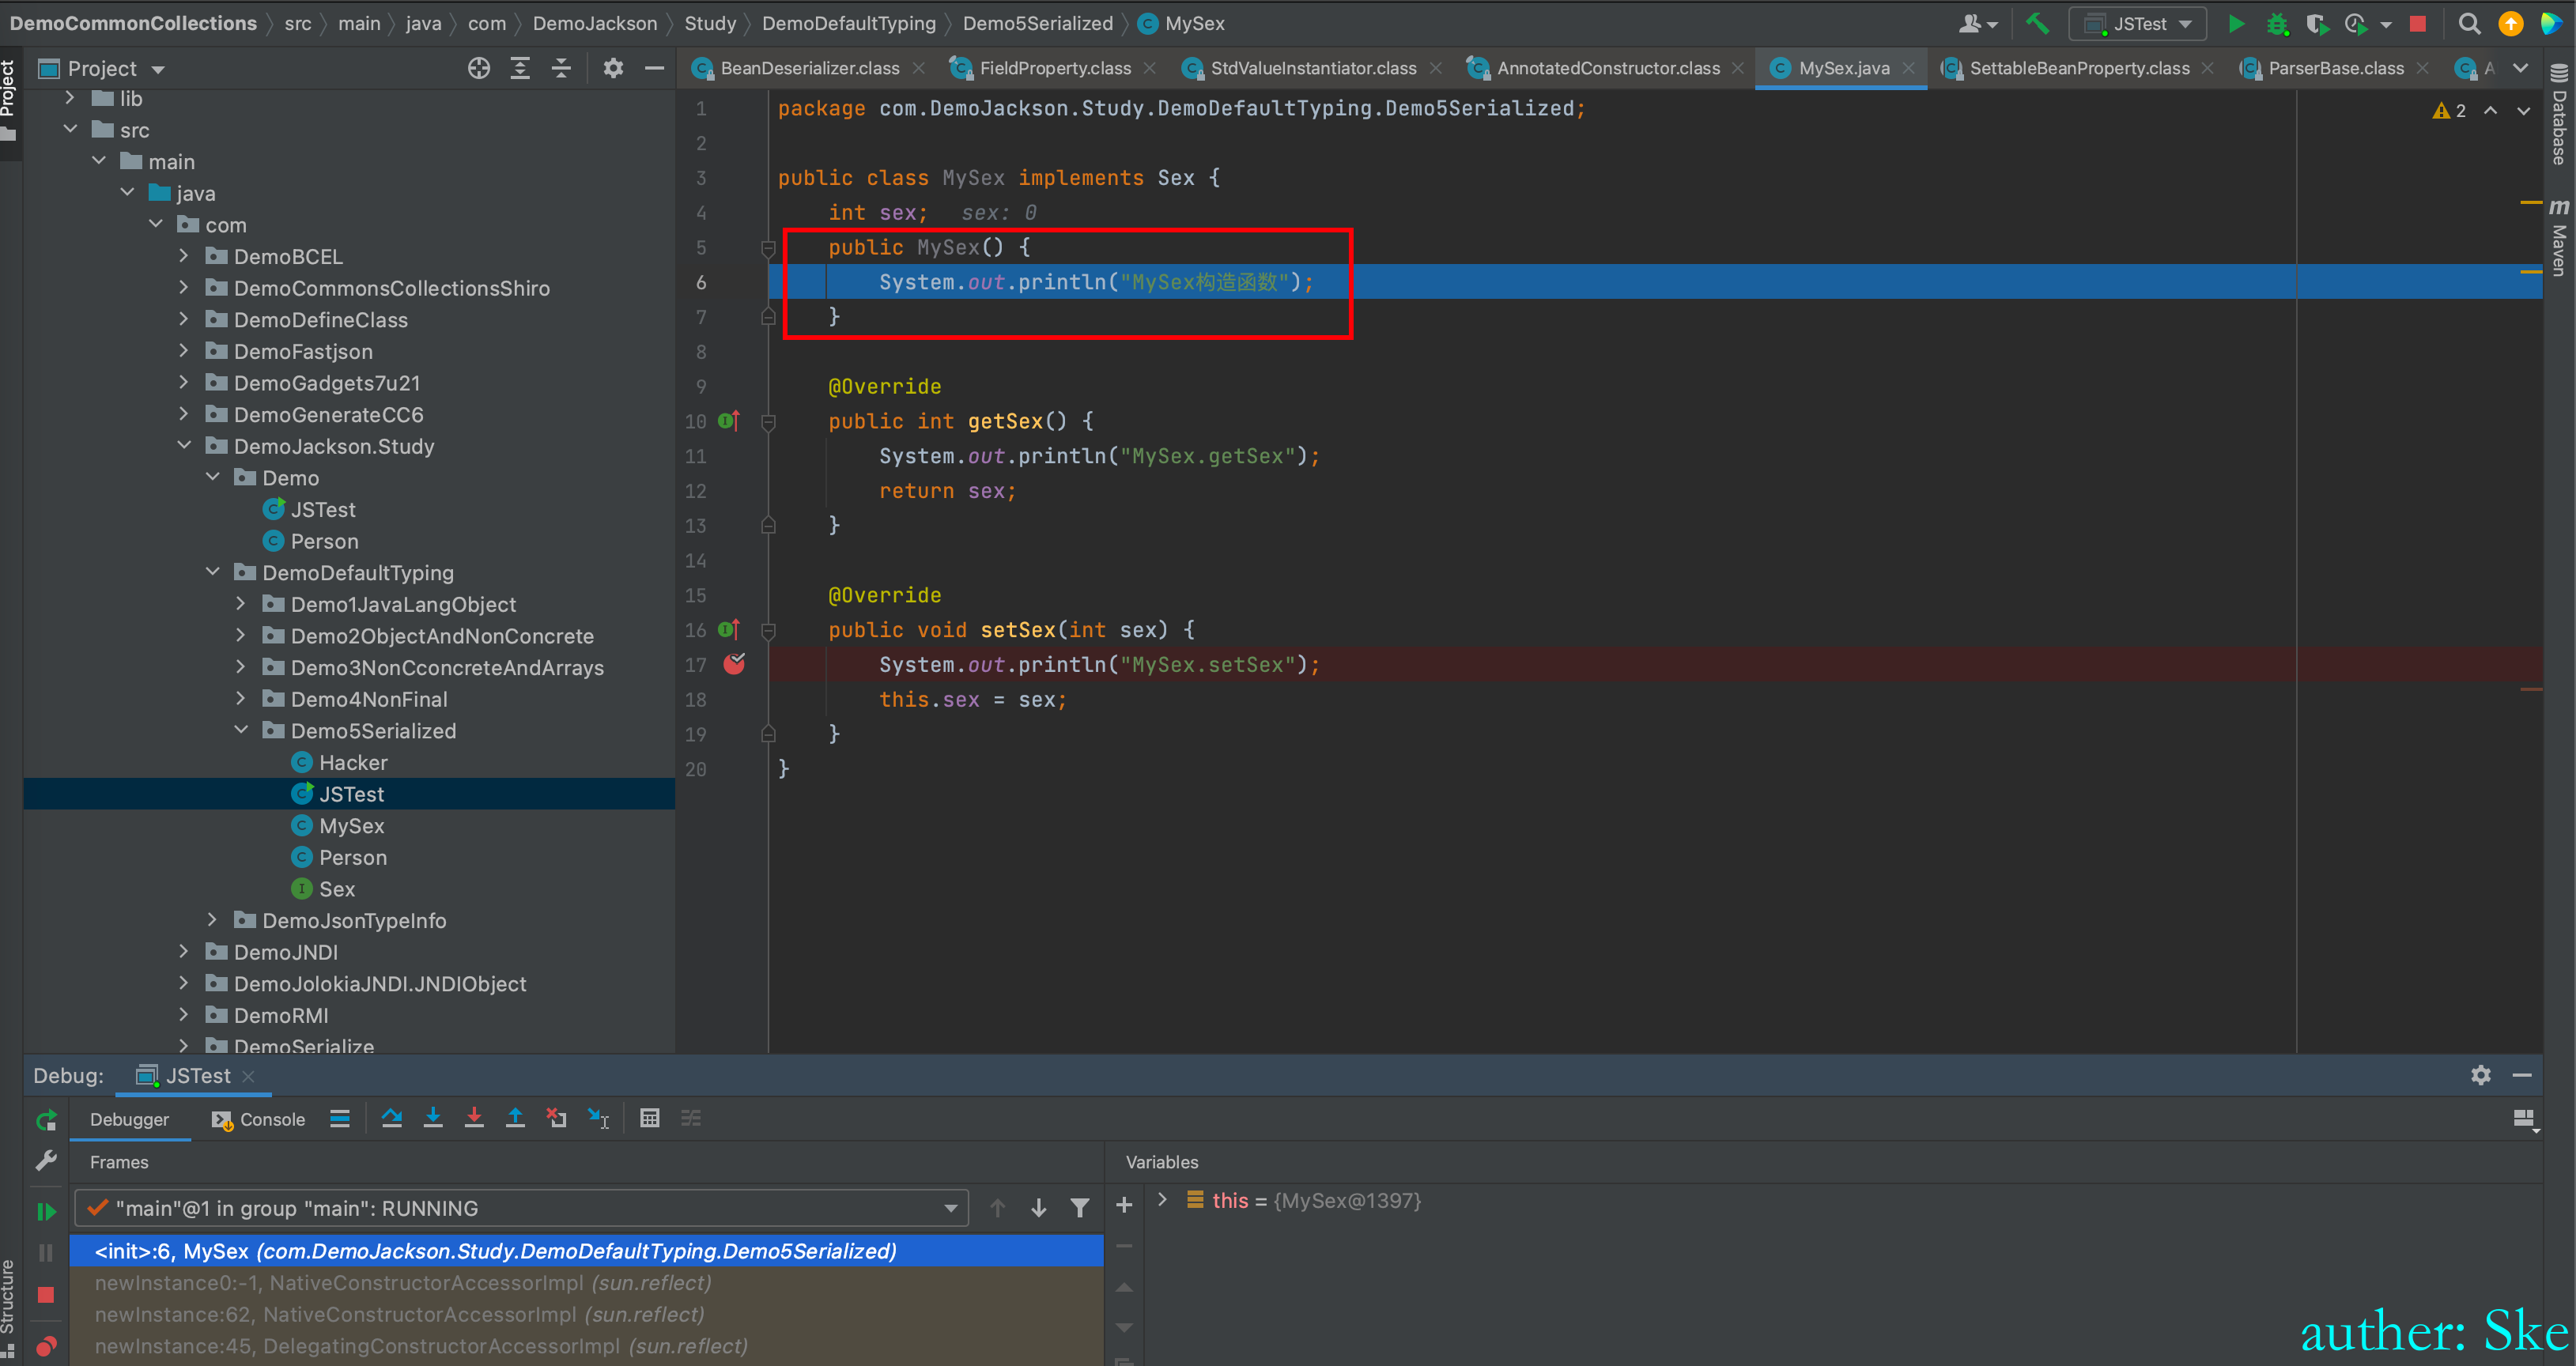 DemoCommonCollections src main java com DemoJackson Study DemoDefaultTyping Demo5Serialized MySex
JSTest
Project
BeanDeserializer.class FieldProperty.class StdValueInstantiator.class AnnotatedConstructor.class MySex.java SettableBeanProperty.class ParserBase.class A
Project
lib
src
main
java
com
DemoBCEL
DemoCommonsCollectionsShiro
DemoDefineClass
DemoFastjson
DemoGadgets7u21
DemoGenerateCC6
DemoJackson.Study
Demo
JSTest
Person
DemoDefaultTyping
Demo1JavaLangObject
Demo2ObjectAndNonConcrete
Demo3NonCconcreteAndArrays
Demo4NonFinal
Demo5Serialized
Hacker
JSTest
MySex
Person
Sex
DemoJsonTypeInfo
DemoJNDI
DemoJolokiaJNDI.JNDIObject
DemoRMI
DemoSerialize
1 package com.DemoJackson.Study.DemoDefaultTyping.Demo5Serialized;
2
3 public class MySex implements Sex {
4 int sex; sex: 0
5 public MySex() {
6 System.out.println("MySex构造函数");
7 }
8
9 @Override
10 public int getSex() {
11 System.out.println("MySex.getSex");
12 return sex;
13 }
14
15 @Override
16 public void setSex(int sex) {
17 System.out.println("MySex.setSex");
18 this.sex = sex;
19 }
20 }
2
Database
m Maven
Debug: JSTest
Debugger Console
Frames
Variables
"main"@1 in group "main": RUNNING
this = {MySex@1397}
<init>:6, MySex (com.DemoJackson.Study.DemoDefaultTyping.Demo5Serialized)
newInstance0:-1, NativeConstructorAccessorImpl (sun.reflect)
newInstance:62, NativeConstructorAccessorImpl (sun.reflect)
newInstance:45, DelegatingConstructorAccessorImpl (sun.reflect)
Structure
auther: Ske